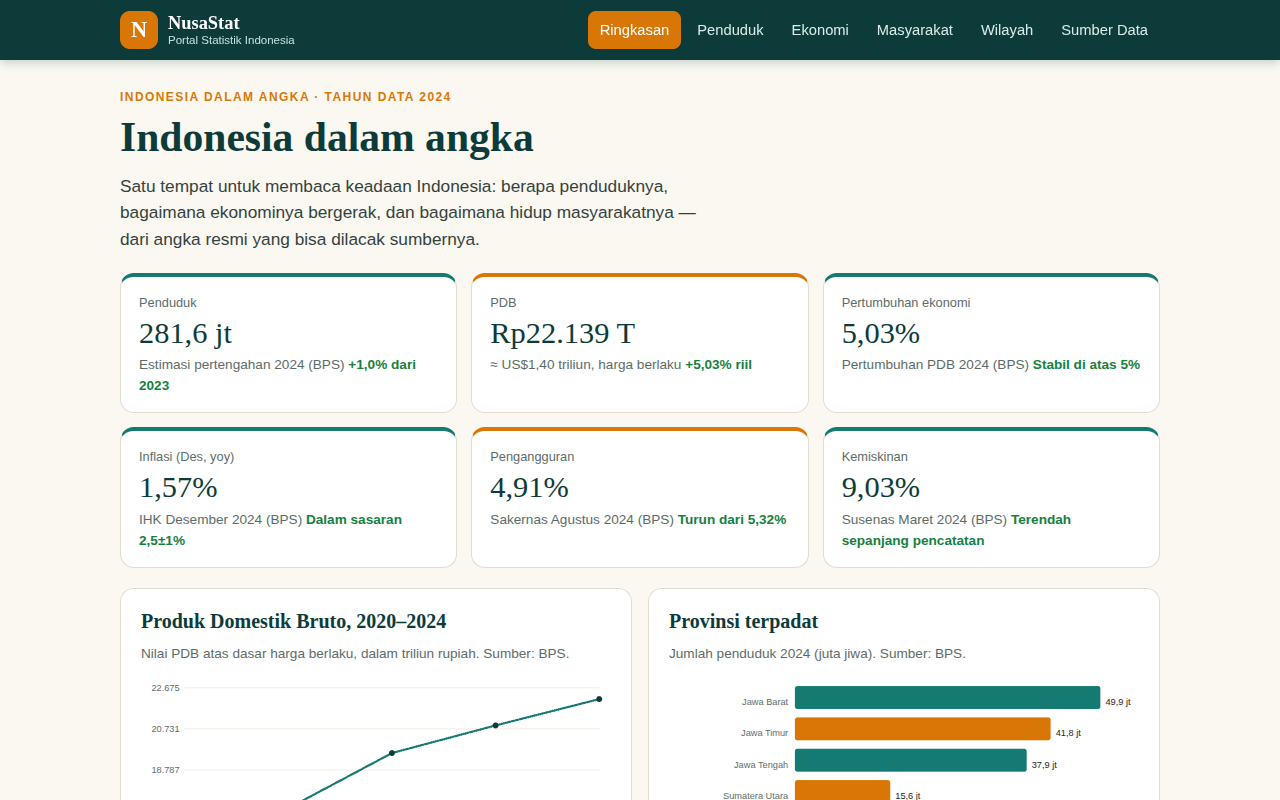 N
NusaStat
Portal Statistik Indonesia
Ringkasan
Penduduk
Ekonomi
Masyarakat
Wilayah
Sumber Data
INDONESIA DALAM ANGKA · TAHUN DATA 2024
Indonesia dalam angka
Satu tempat untuk membaca keadaan Indonesia: berapa penduduknya,
bagaimana ekonominya bergerak, dan bagaimana hidup masyarakatnya —
dari angka resmi yang bisa dilacak sumbernya.
Penduduk
281,6 jt
Estimasi pertengahan 2024 (BPS) +1,0% dari
2023
PDB
Rp22.139 T
≈ US$1,40 triliun, harga berlaku +5,03% riil
Pertumbuhan ekonomi
5,03%
Pertumbuhan PDB 2024 (BPS) Stabil di atas 5%
Inflasi (Des, yoy)
1,57%
IHK Desember 2024 (BPS) Dalam sasaran
2,5±1%
Pengangguran
4,91%
Sakernas Agustus 2024 (BPS) Turun dari 5,32%
Kemiskinan
9,03%
Susenas Maret 2024 (BPS) Terendah
sepanjang pencatatan
Produk Domestik Bruto, 2020–2024
Nilai PDB atas dasar harga berlaku, dalam triliun rupiah. Sumber: BPS.
22.675
20.731
18.787
Provinsi terpadat
Jumlah penduduk 2024 (juta jiwa). Sumber: BPS.
Jawa Barat 49,9 jt
Jawa Timur 41,8 jt
Jawa Tengah 37,9 jt
Sumatera Utara 15,6 jt